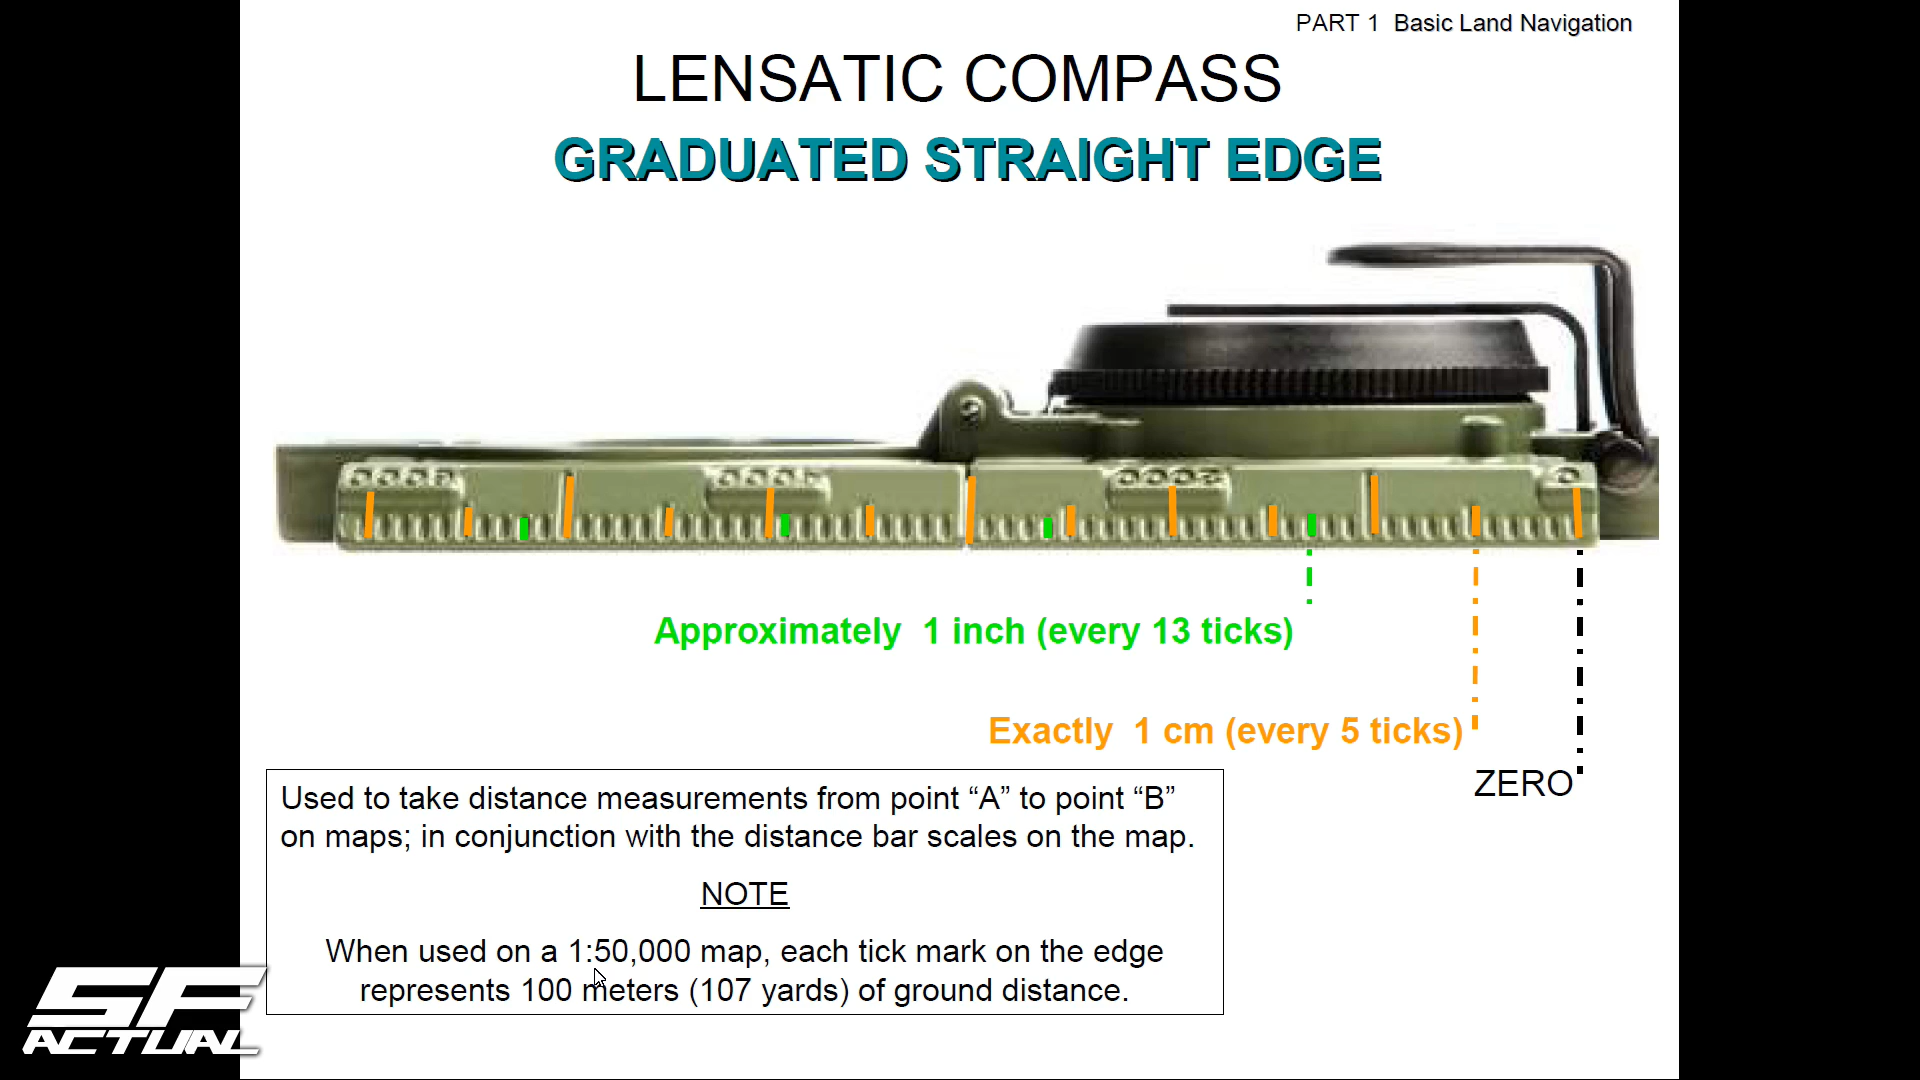 PART 1 Basic Land Navigation
LENSATIC COMPASS
GRADUATED STRAIGHT EDGE
Approximately 1 inch (every 13 ticks)
Exactly 1 cm (every 5 ticks)
ZERO
Used to take distance measurements from point “A” to point “B”
on maps; in conjunction with the distance bar scales on the map.
NOTE
When used on a 1:50,000 map, each tick mark on the edge
represents 100 meters (107 yards) of ground distance.
SF
ACTUAL